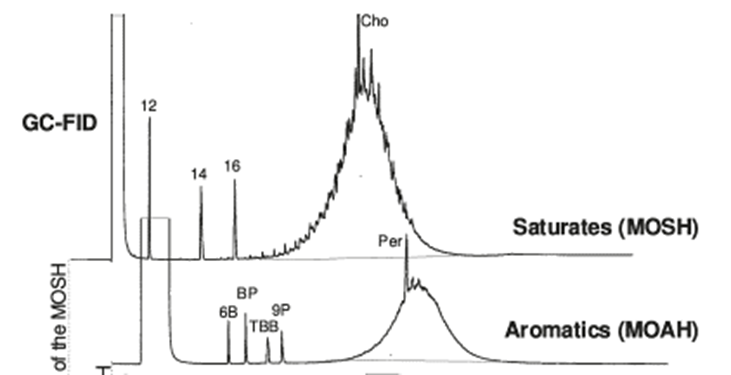 Cho
12
GC-FID
14
16
Saturates (MOSH)
Per
of the MOSH
BP
6B
9P
TBB
Aromatics (MOAH)